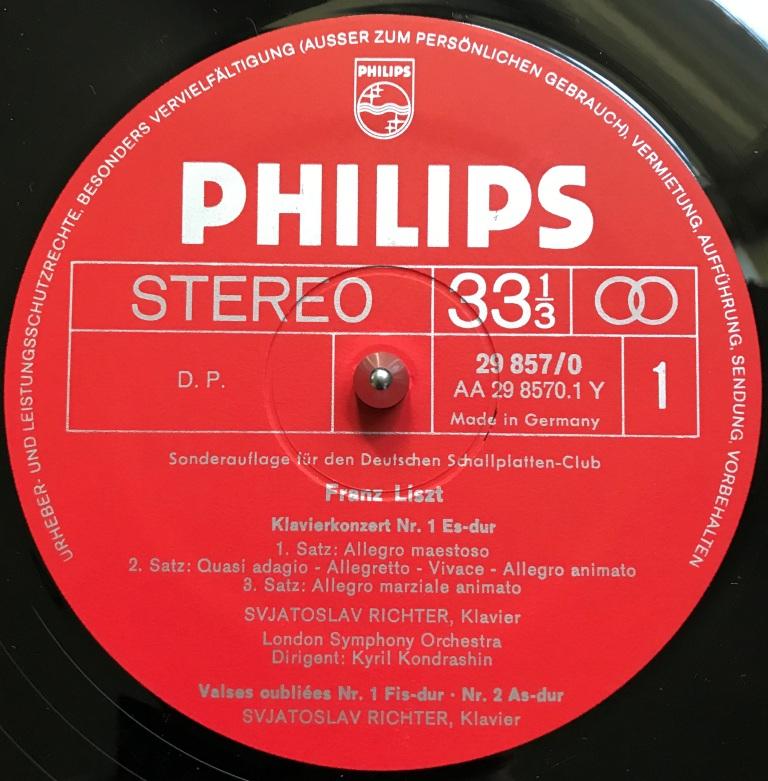 URHEBER- UND LEISTUNGSSCHUTZRECHTE, BESONDERS VERVIELFÄLTIGUNG (AUSSER ZUM PERSÖNLICHEN GEBRAUCH), VERMIETUNG, AUFFÜHRUNG, SENDUNG, VORBEHALTEN
PHILIPS
PHILIPS
STEREO 33 1/3
D. P.
29 857/0
AA 29 8570.1 Y
Made in Germany
1
Sonderauflage für den Deutschen Schallplatten-Club
Franz Liszt
Klavierkonzert Nr. 1 Es-dur
1. Satz: Allegro maestoso
2. Satz: Quasi adagio - Allegretto - Vivace - Allegro animato
3. Satz: Allegro marziale animato
SVJATOSLAV RICHTER, Klavier
London Symphony Orchestra
Dirigent: Kyril Kondrashin
Valses oubliées Nr. 1 Fis-dur · Nr. 2 As-dur
SVJATOSLAV RICHTER, Klavier